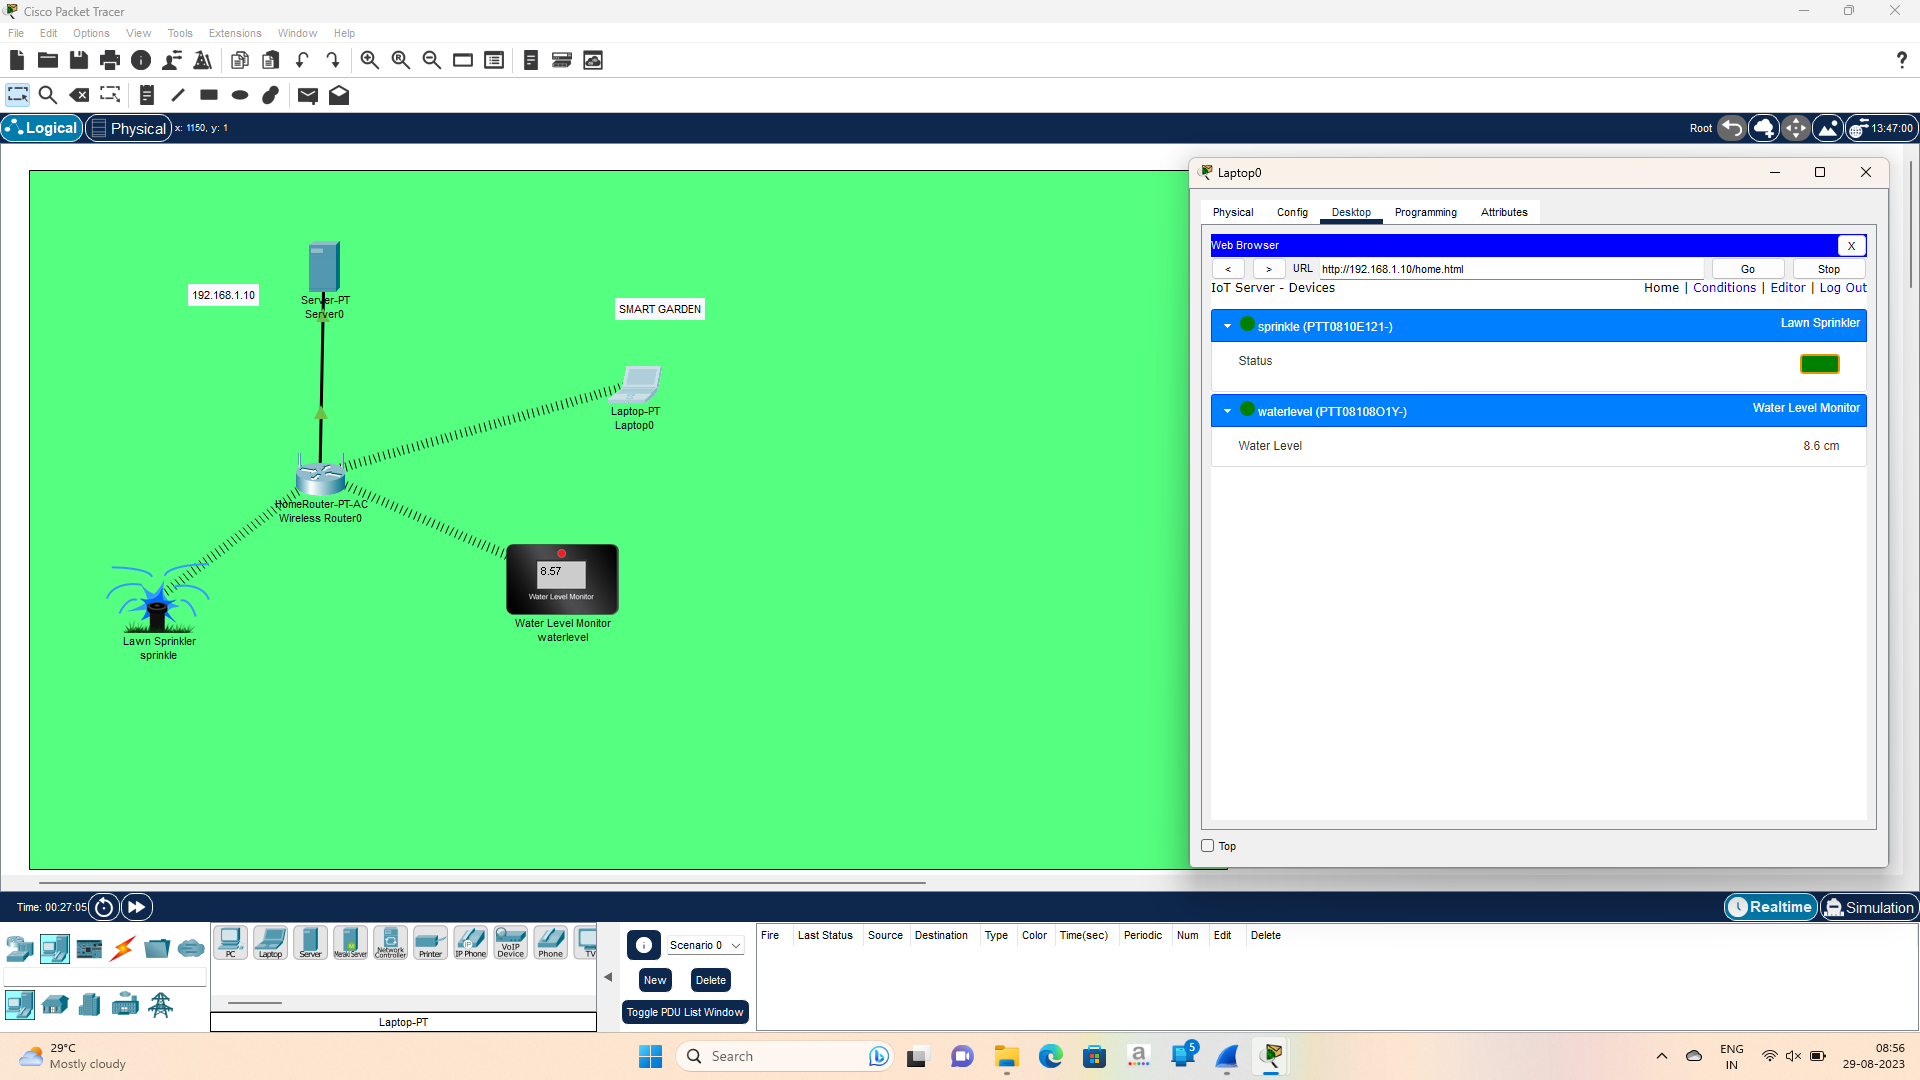 Cisco Packet Tracer
File Edit Options View Tools Extensions Window Help
?
Logical Physical x: 1150, y: 1 Root 13:47:00
192.168.1.10
Server-PT
Server0
SMART GARDEN
Laptop-PT
Laptop0
HomeRouter-PT-AC
Wireless Router0
Lawn Sprinkler
sprinkle
8.57
Water Level Monitor
Water Level Monitor
waterlevel
Laptop0
Physical Config Desktop Programming Attributes
Web Browser X
< > URL http://192.168.1.10/home.html Go Stop
IoT Server - Devices Home | Conditions | Editor | Log Out
sprinkle (PTT0810E121-) Lawn Sprinkler
Status
waterlevel (PTT08108O1Y-) Water Level Monitor
Water Level 8.6 cm
Top
Time: 00:27:05 Realtime Simulation
PC Laptop Server Meraki Server Network Controller Printer IP Phone VoIP Device Phone TV
Laptop-PT
Scenario 0
New Delete
Toggle PDU List Window
Fire Last Status Source Destination Type Color Time(sec) Periodic Num Edit Delete
29°C
Mostly cloudy
Search
5
ENG
IN
08:56
29-08-2023